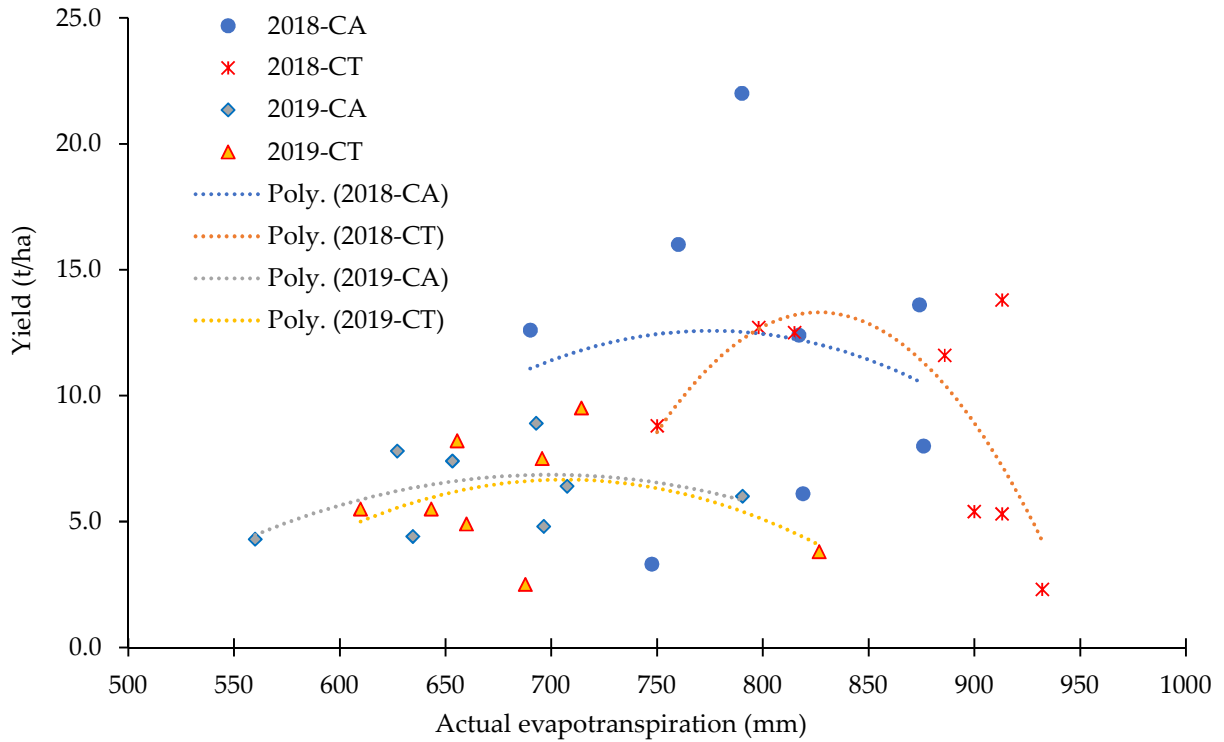 25.0
20.0
15.0
10.0
5.0
0.0
Yield (t/ha)
2018-CA
2018-CT
2019-CA
2019-CT
Poly. (2018-CA)
Poly. (2018-CT)
Poly. (2019-CA)
Poly. (2019-CT)
500 550 600 650 700 750 800 850 900 950 1000
Actual evapotranspiration (mm)